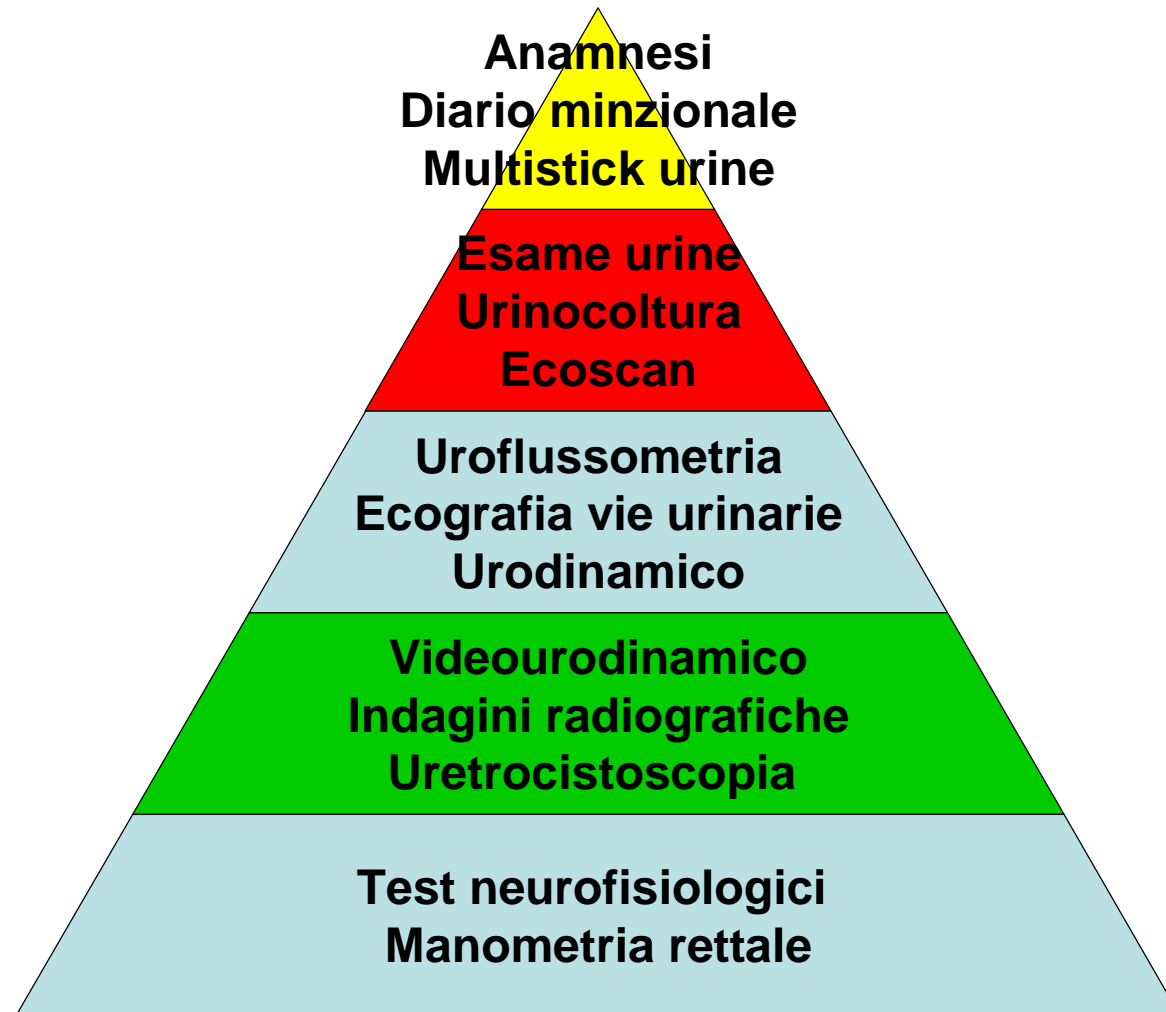 Anamnesi
Diario minzionale
Multistick urine
Esame urine
Urinocoltura
Ecoscan
Uroflussometria
Ecografia vie urinarie
Urodinamico
Videourodinamico
Indagini radiografiche
Uretrocistoscopia
Test neurofisiologici
Manometria rettale